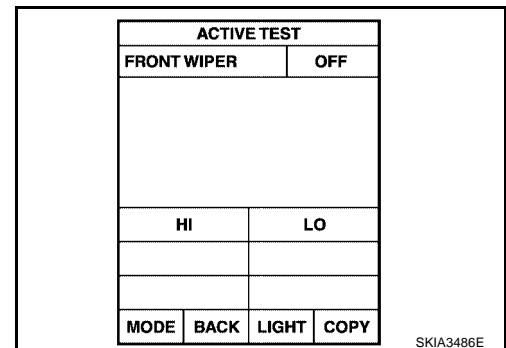 ACTIVE TEST
FRONT WIPER OFF
HI LO
MODE BACK LIGHT COPY
SKIA3486E